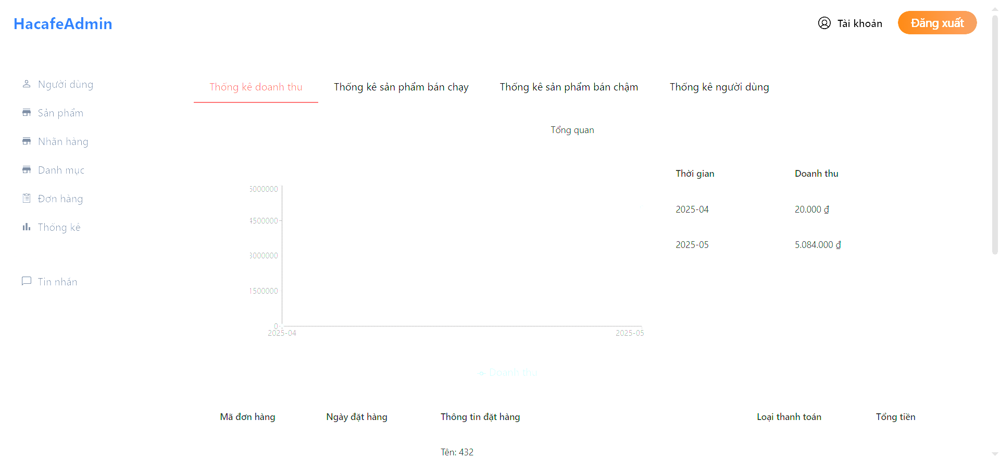 HacafeAdmin
Tài khoản
Đăng xuất
Người dùng
Sản phẩm
Nhãn hàng
Danh mục
Đơn hàng
Thống kê
Tin nhắn
Thống kê doanh thu
Thống kê sản phẩm bán chạy
Thống kê sản phẩm bán chậm
Thống kê người dùng
Tổng quan
6000000
4500000
3000000
1500000
0
2025-04
2025-05
Doanh thu
Thời gian
Doanh thu
2025-04
20.000 ₫
2025-05
5.084.000 ₫
Mã đơn hàng
Ngày đặt hàng
Thông tin đặt hàng
Loại thanh toán
Tổng tiền
Tên: 432